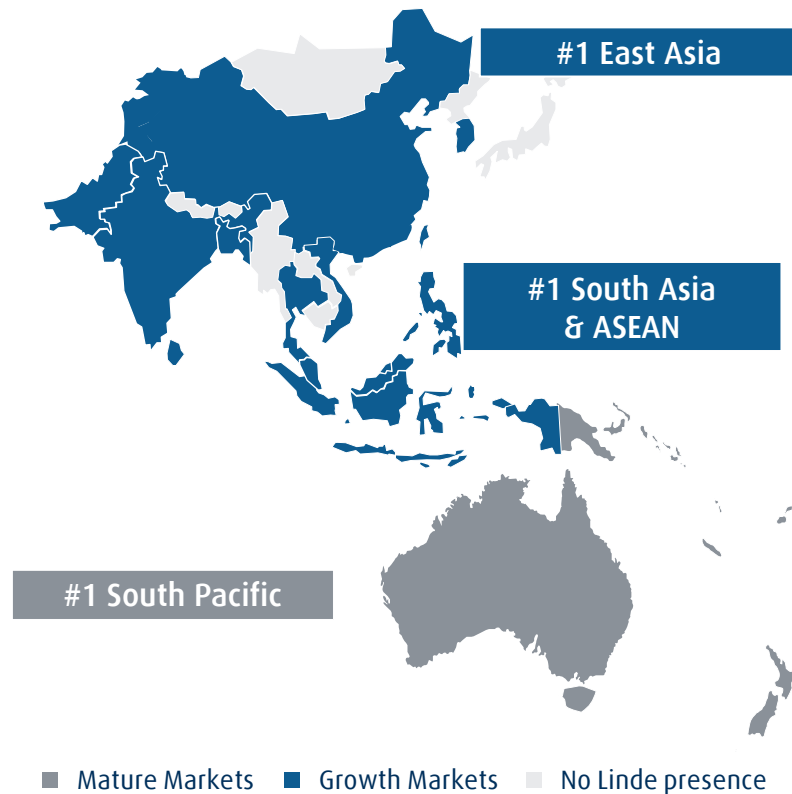 #1 East Asia
#1 South Asia
& ASEAN
#1 South Pacific
Mature Markets Growth Markets No Linde presence